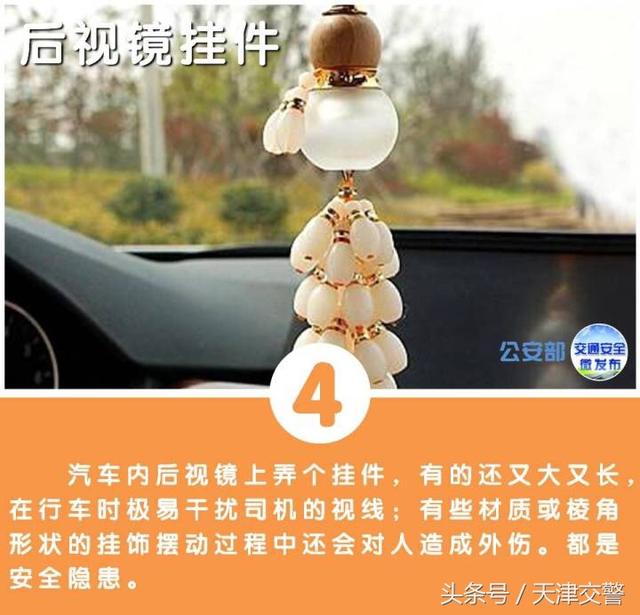 后视镜挂件
公安部
交通安全
微发布
4
汽车内后视镜上弄个挂件，有的还又大又长，
在行车时极易干扰司机的视线；有些材质或棱角
形状的挂饰摆动过程中还会对人造成外伤。都是
安全隐患。
头条号 / 天津交警